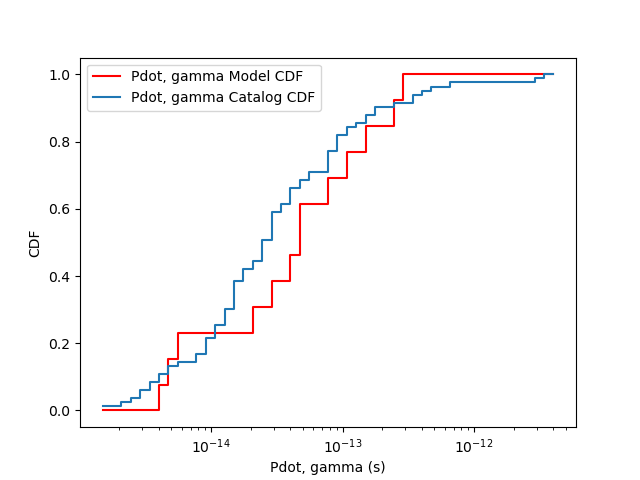 Pdot, gamma Model CDF
Pdot, gamma Catalog CDF
1.0
0.8
0.6
0.4
0.2
0.0
CDF
10⁻¹⁴ 10⁻¹³ 10⁻¹²
Pdot, gamma (s)